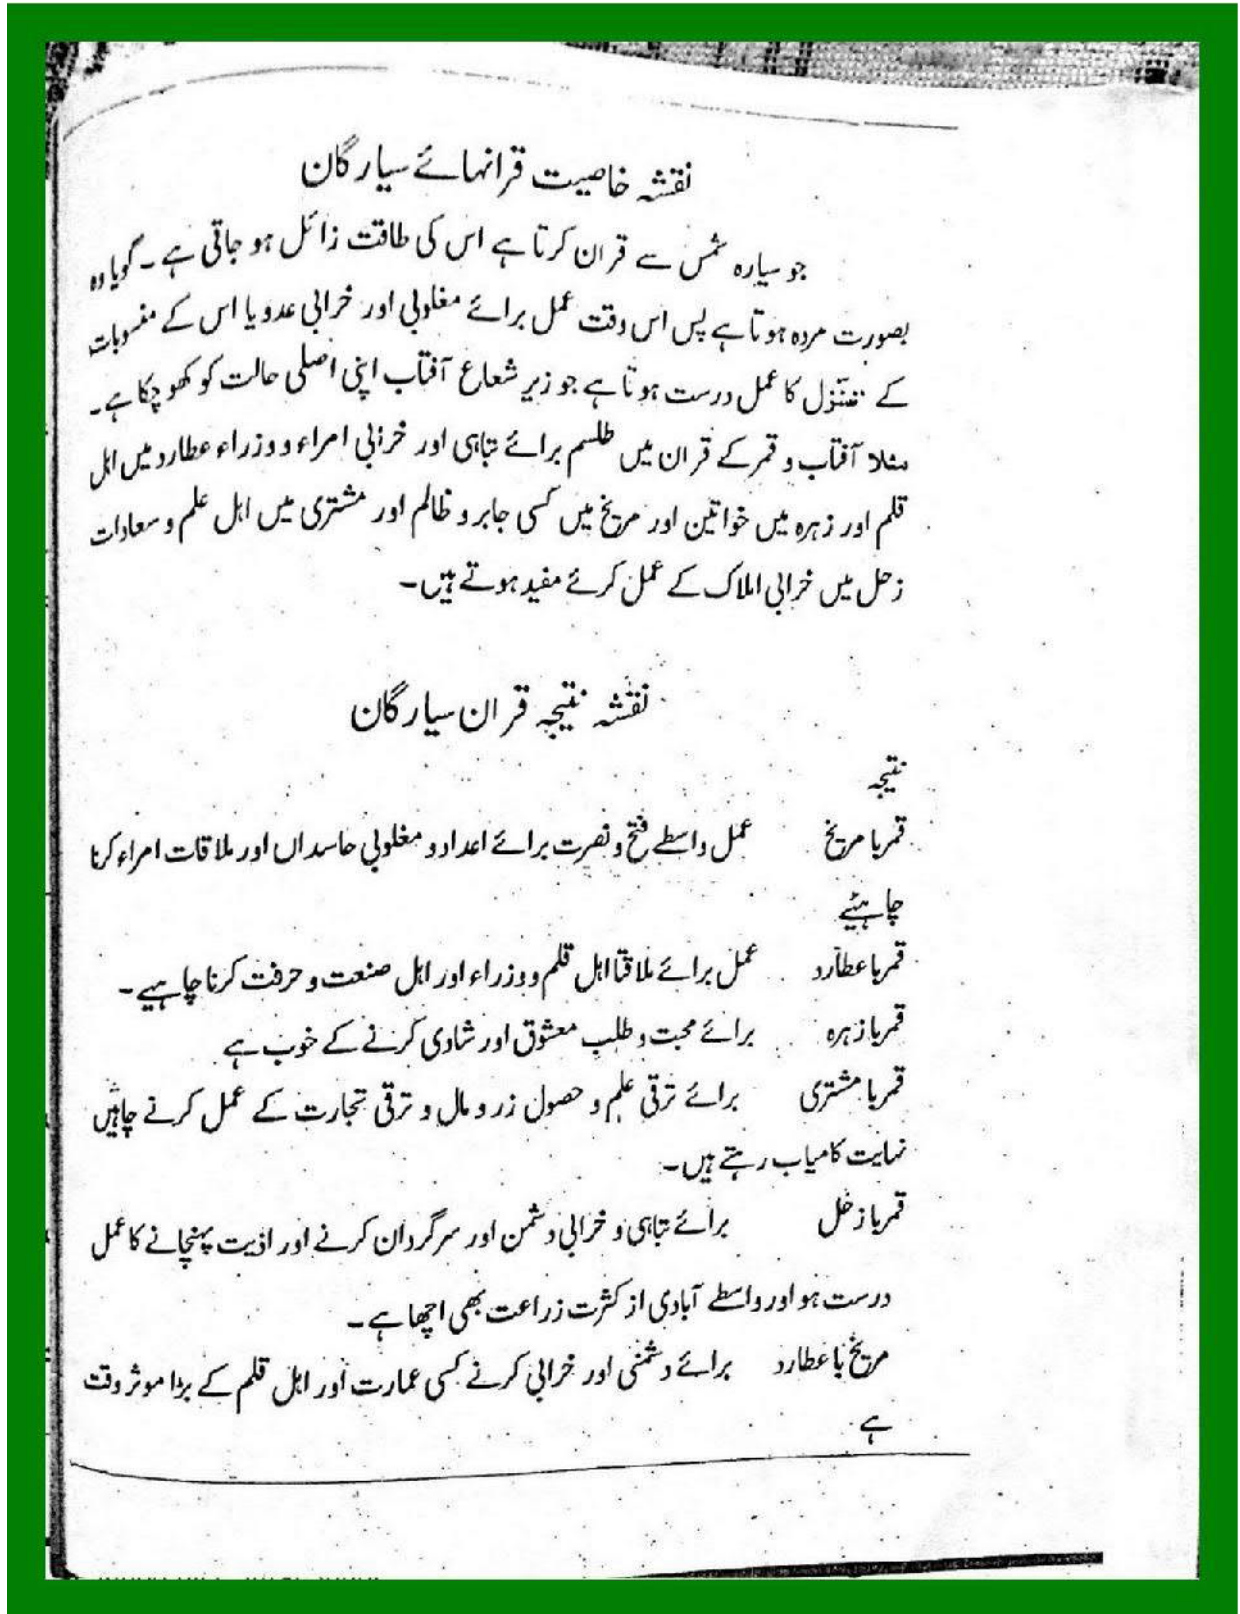 نقشہ خاصیت قرانہائے سیارگان
جو سیارہ شمس سے قران کرتا ہے اس کی طاقت زائل ہو جاتی ہے۔ گویا وہ
بصورت مردہ ہوتا ہے پس اس وقت عمل برائے مغلوبی اور خرابی عدو یا اس کے منسوبات
کے تنزل کا عمل درست ہوتا ہے جو زیر شعاع آفتاب اپنی اصلی حالت کو کھو چکا ہے۔
مثلا آفتاب و قمر کے قران میں طلسم برائے تباہی اور خرابی امراء و وزراء عطارد میں اہل
قلم اور زہرہ میں خواتین اور مریخ میں کسی جابر و ظالم اور مشتری میں اہل علم و سعادات
زحل میں خرابی املاک کے عمل کرئے مفید ہوتے ہیں۔
نقشہ نتیجہ قران سیارگان
نتیجہ
قمر با مریخ عمل واسطے فتح و نصرت برائے اعداد و مغلوبی حاسداں اور ملاقات امراء کرنا
چاہئیے
قمر با عطارد عمل برائے ملاقتا اہل قلم و وزراء اور اہل صنعت و حرفت کرنا چاہیے۔
قمر با زہرہ برائے محبت و طلب معشوق اور شادی کرنے کے خوب ہے
قمر با مشتری برائے ترقی علم و حصول زر و مال و ترقی تجارت کے عمل کرنے چاہیں
نہایت کامیاب رہتے ہیں۔
قمر با زحل برائے تباہی و خرابی دشمن اور سرگردان کرنے اور اذیت پہنچانے کا عمل
درست ہو اور واسطے آبادی از کثرت زراعت بھی اچھا ہے۔
مریخ با عطارد برائے دشمنی اور خرابی کرنے کسی عمارت اور اہل قلم کے بڑا موثر وقت
ہے